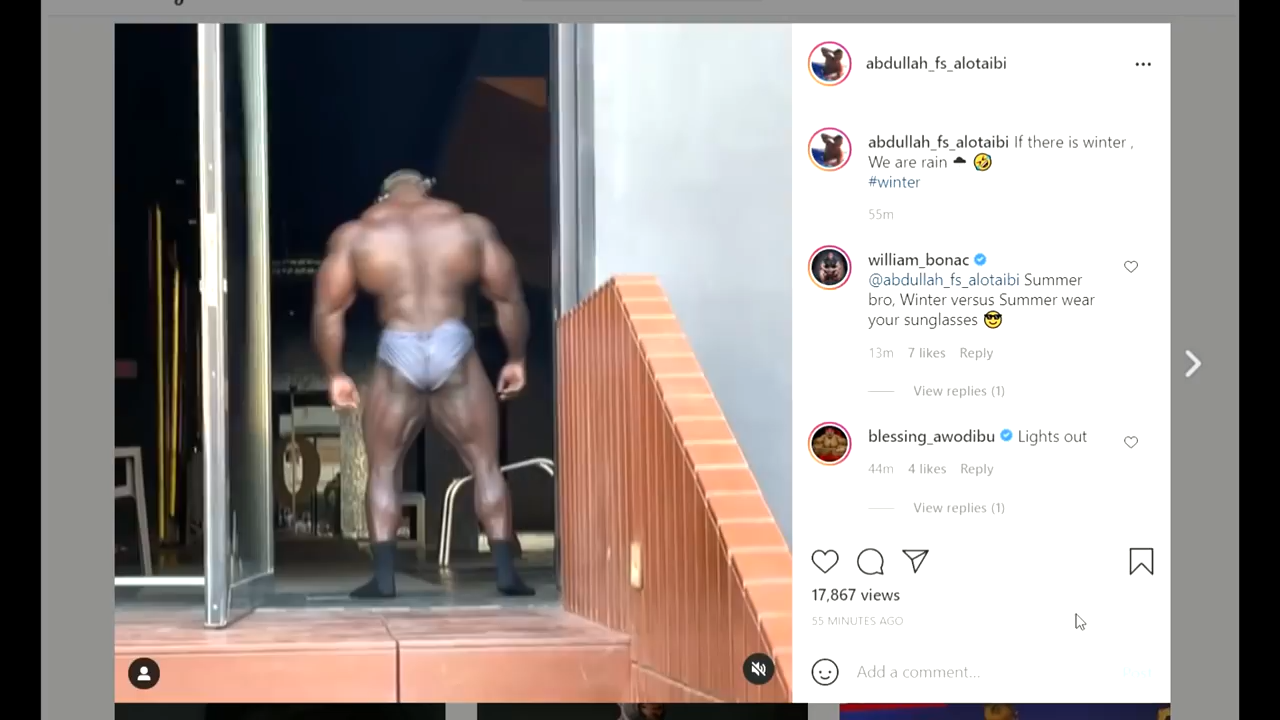 abdullah_fs_alotaibi
abdullah_fs_alotaibi If there is winter ,
We are rain ☁ 🤣
#winter
55m
william_bonac
@abdullah_fs_alotaibi Summer
bro, Winter versus Summer wear
your sunglasses 😎
13m 7 likes Reply
View replies (1)
blessing_awodibu Lights out
44m 4 likes Reply
View replies (1)
17,867 views
55 MINUTES AGO
Add a comment...
Post